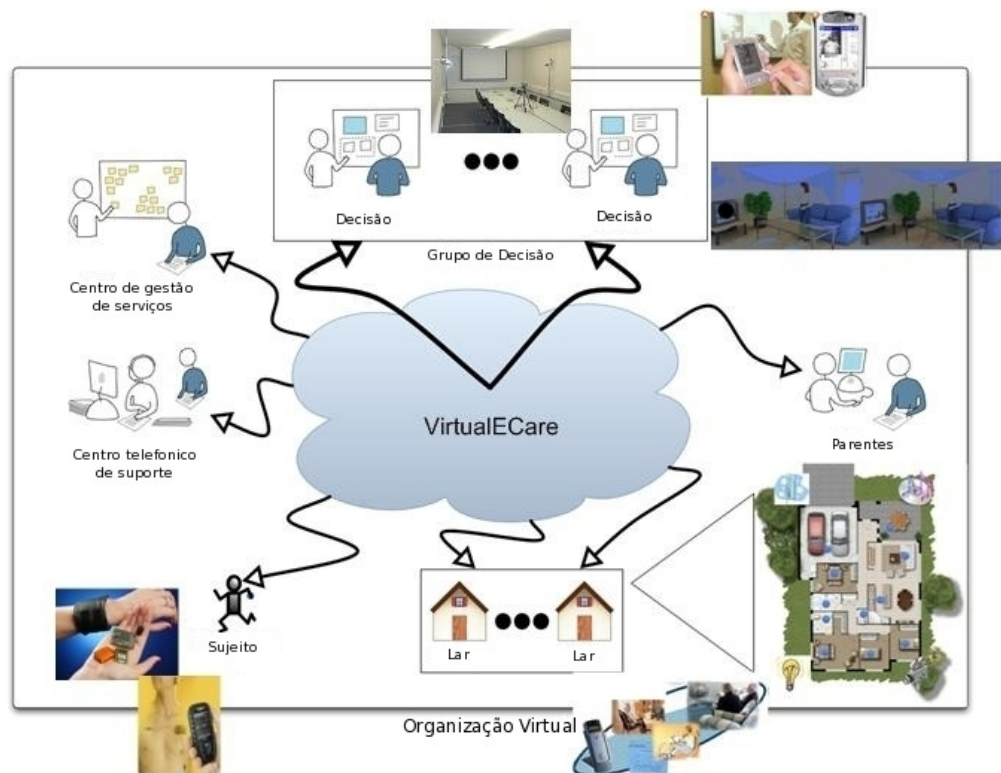 Decisão
Decisão
Grupo de Decisão
Centro de gestão
de serviços
VirtualECare
Centro telefonico
de suporte
Parentes
Sujeito
Lar
Lar
Organização Virtual